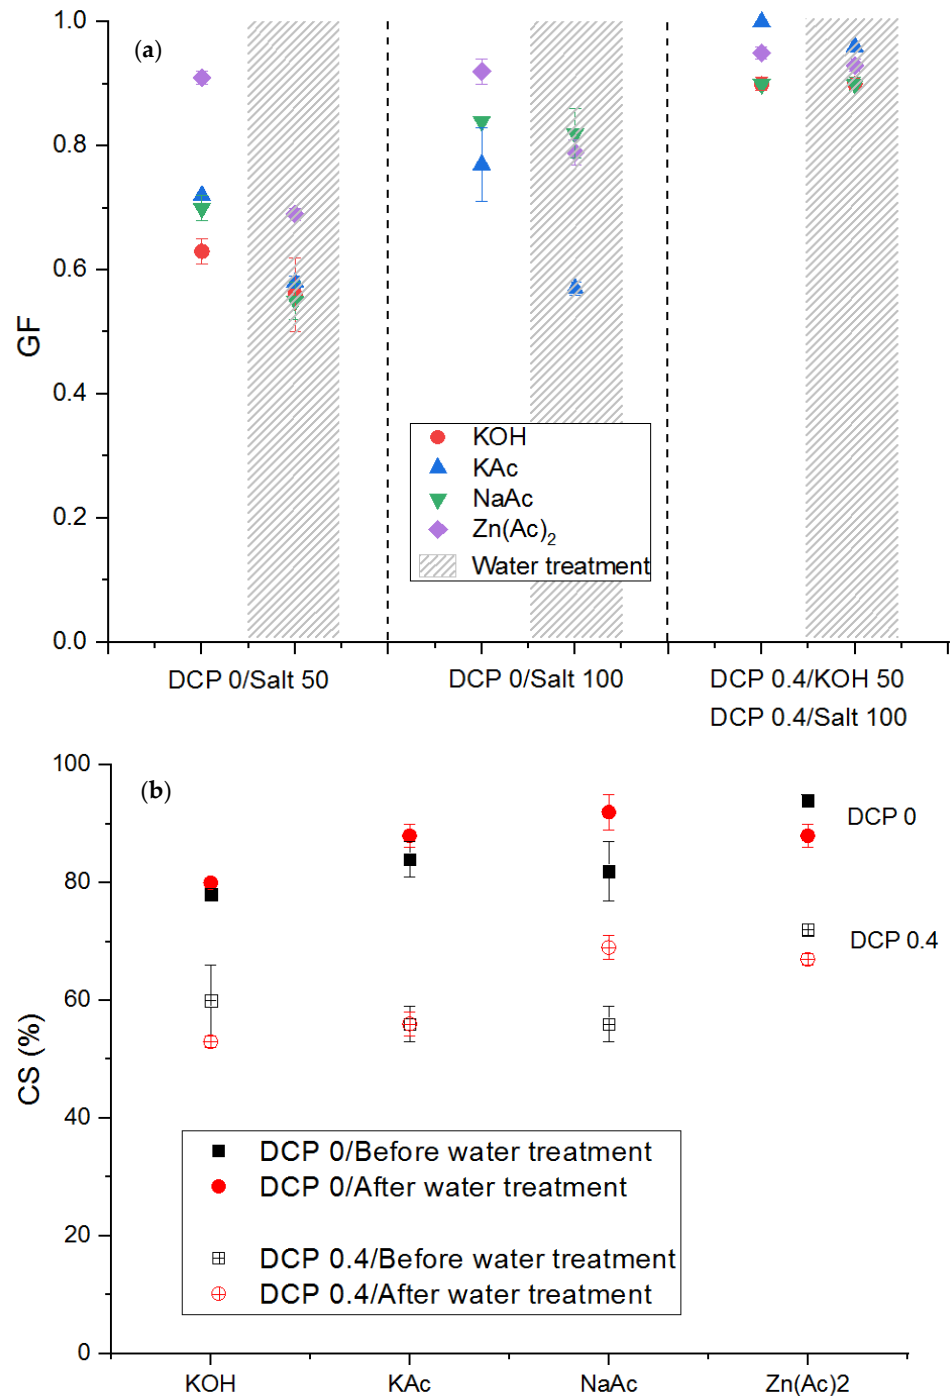 (a)
1.0
0.8
0.6
0.4
0.2
0.0
GF
KOH
KAc
NaAc
Zn(Ac)2
Water treatment
DCP 0/Salt 50
DCP 0/Salt 100
DCP 0.4/KOH 50
DCP 0.4/Salt 100
(b)
100
80
60
40
20
0
CS (%)
DCP 0
DCP 0.4
DCP 0/Before water treatment
DCP 0/After water treatment
DCP 0.4/Before water treatment
DCP 0.4/After water treatment
KOH
KAc
NaAc
Zn(Ac)2